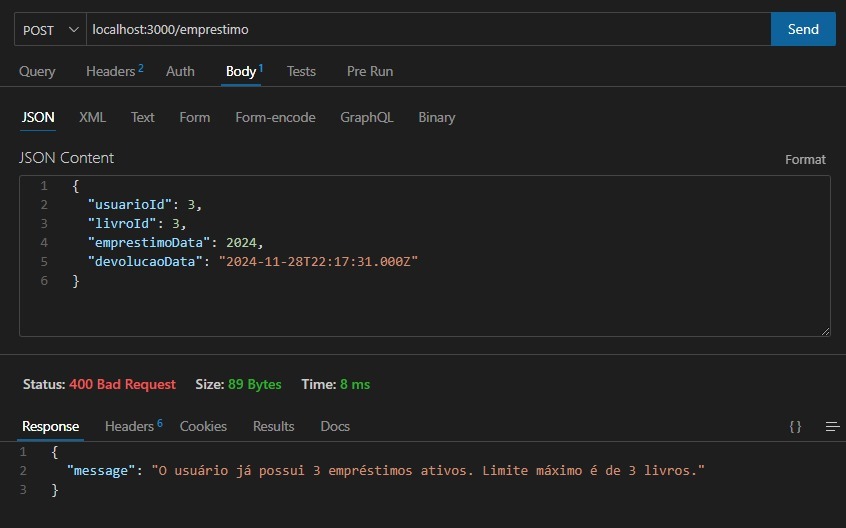 POST localhost:3000/emprestimo Send
Query Headers 2 Auth Body 1 Tests Pre Run
JSON XML Text Form Form-encode GraphQL Binary
JSON Content Format
1 {
2 "usuarioId": 3,
3 "livroId": 3,
4 "emprestimoData": 2024,
5 "devolucaoData": "2024-11-28T22:17:31.000Z"
6 }
Status: 400 Bad Request Size: 89 Bytes Time: 8 ms
Response Headers 6 Cookies Results Docs {}
1 {
2 "message": "O usuário já possui 3 empréstimos ativos. Limite máximo é de 3 livros."
3 }